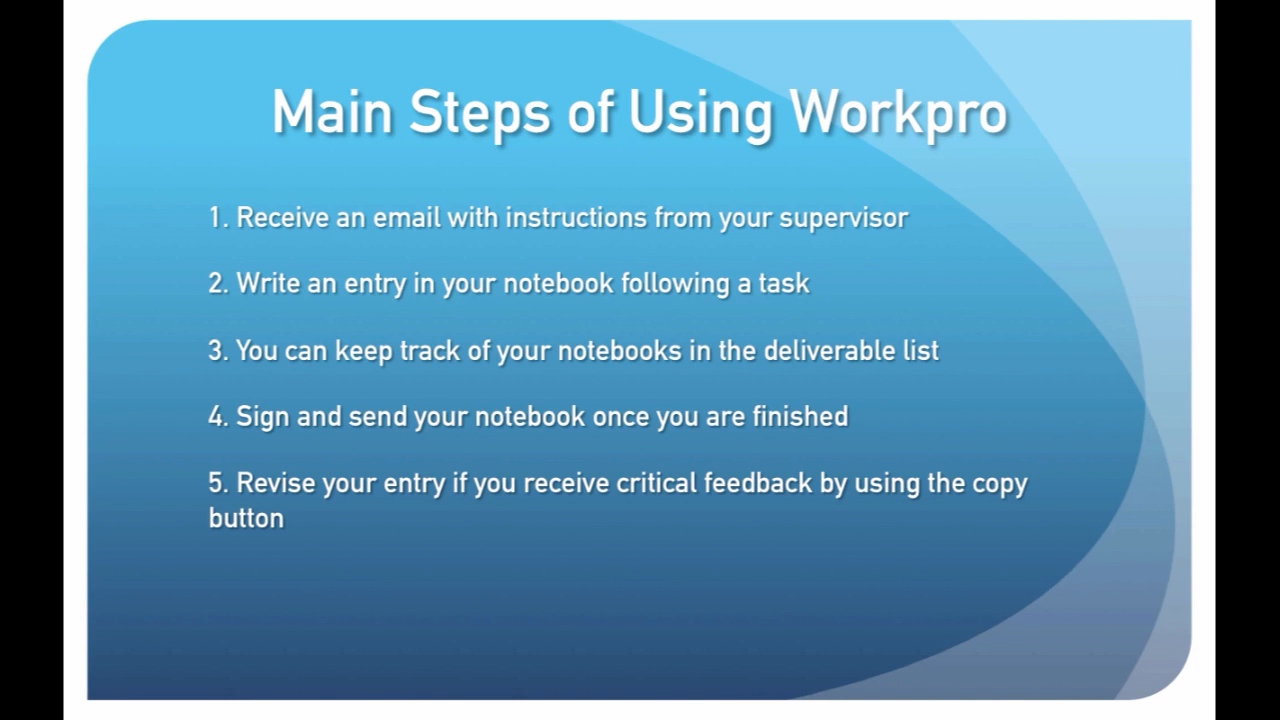 Main Steps of Using Workpro
1. Receive an email with instructions from your supervisor
2. Write an entry in your notebook following a task
3. You can keep track of your notebooks in the deliverable list
4. Sign and send your notebook once you are finished
5. Revise your entry if you receive critical feedback by using the copy
button